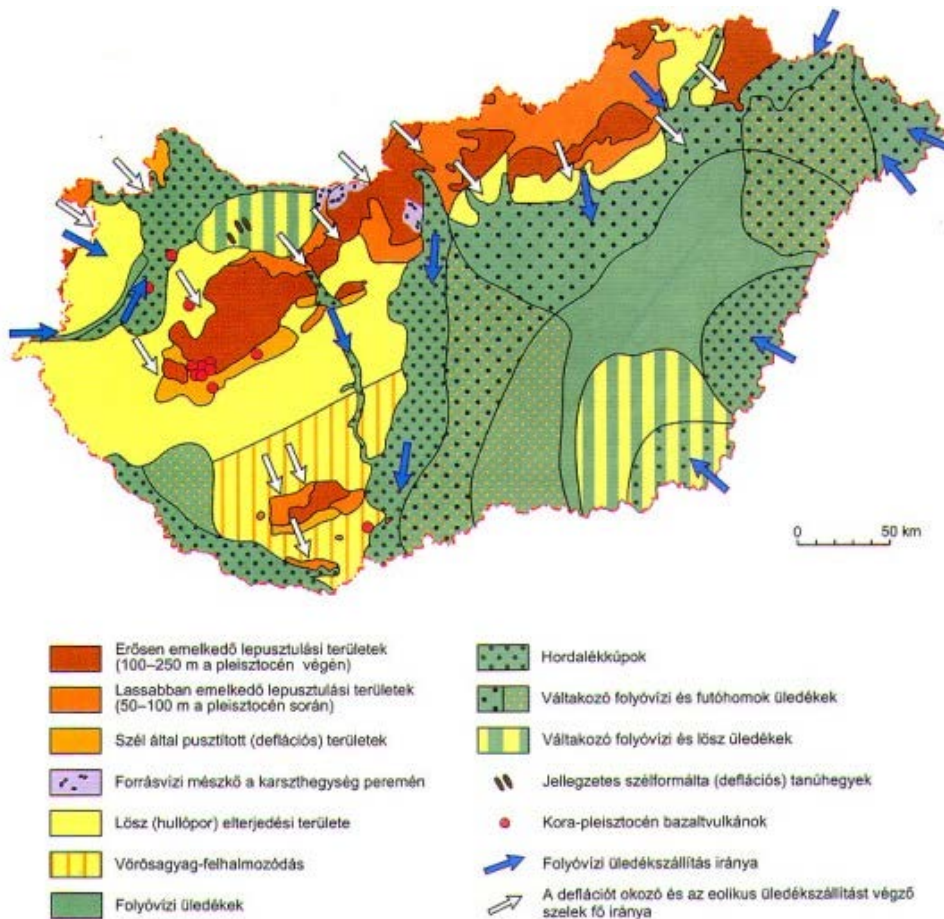 0 50 km
Erősen emelkedő lepusztulási területek
(100–250 m a pleisztocén végén)
Lassabban emelkedő lepusztulási területek
(50–100 m a pleisztocén során)
Szél által pusztított (deflációs) területek
Forrásvízi mészkő a karszthegység peremén
Lösz (hullópor) elterjedési területe
Vörösagyag-felhalmozódás
Folyóvízi üledékek
Hordalékkúpok
Váltakozó folyóvízi és futóhomok üledékek
Váltakozó folyóvízi és lösz üledékek
Jellegzetes szélformálta (deflációs) tanúhegyek
Kora-pleisztocén bazaltvulkánok
Folyóvízi üledékszállítás iránya
A deflációt okozó és az eolikus üledékszállítást végző
szelek fő iránya